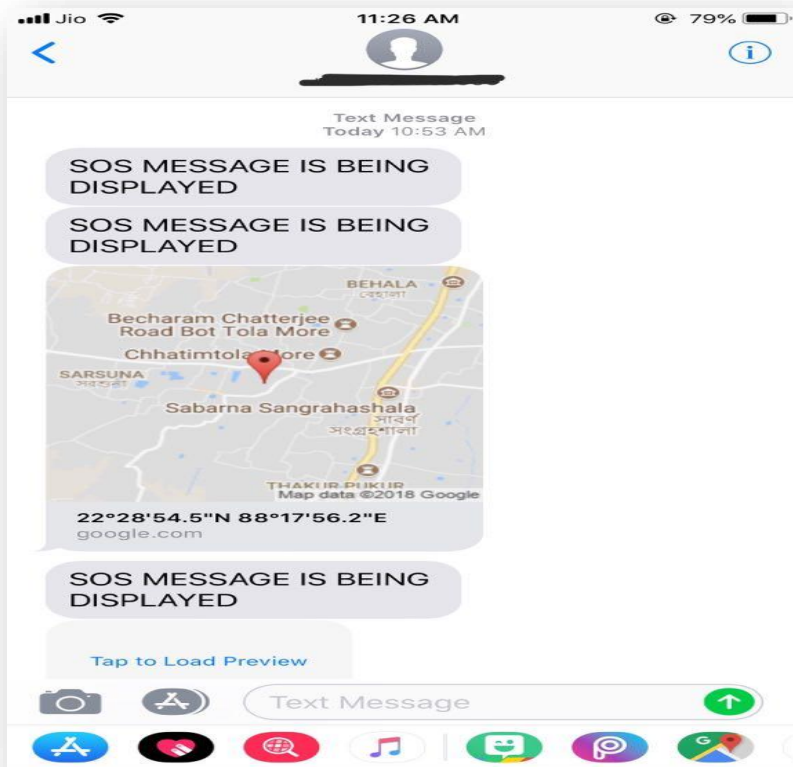 Jio 11:26 AM 79%
Text Message
Today 10:53 AM
SOS MESSAGE IS BEING
DISPLAYED
SOS MESSAGE IS BEING
DISPLAYED
BEHALA
বেহালা
Becharam Chatterjee
Road Bot Tola More
Chhatimtola More
SARSUNA
সরশুনা
Sabarna Sangrahashala
সাবর্ণ
সংগ্রহশালা
THAKUR PUKUR
Map data ©2018 Google
22°28'54.5"N 88°17'56.2"E
google.com
SOS MESSAGE IS BEING
DISPLAYED
Tap to Load Preview
Text Message
G